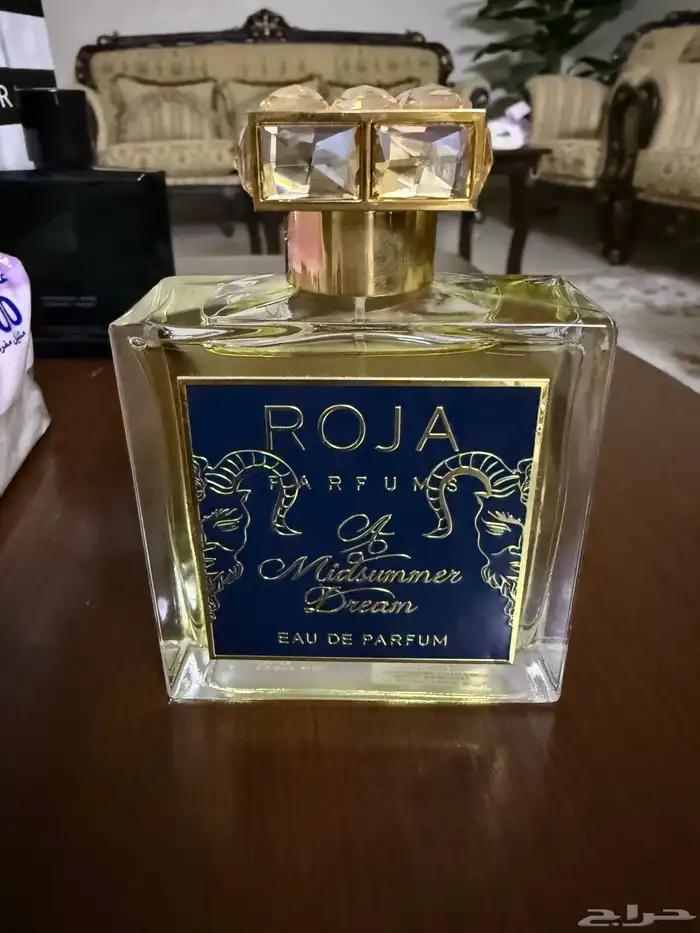 R
ROJA
PARFUMS
A
Midsummer
Dream
EAU DE PARFUM
حراج